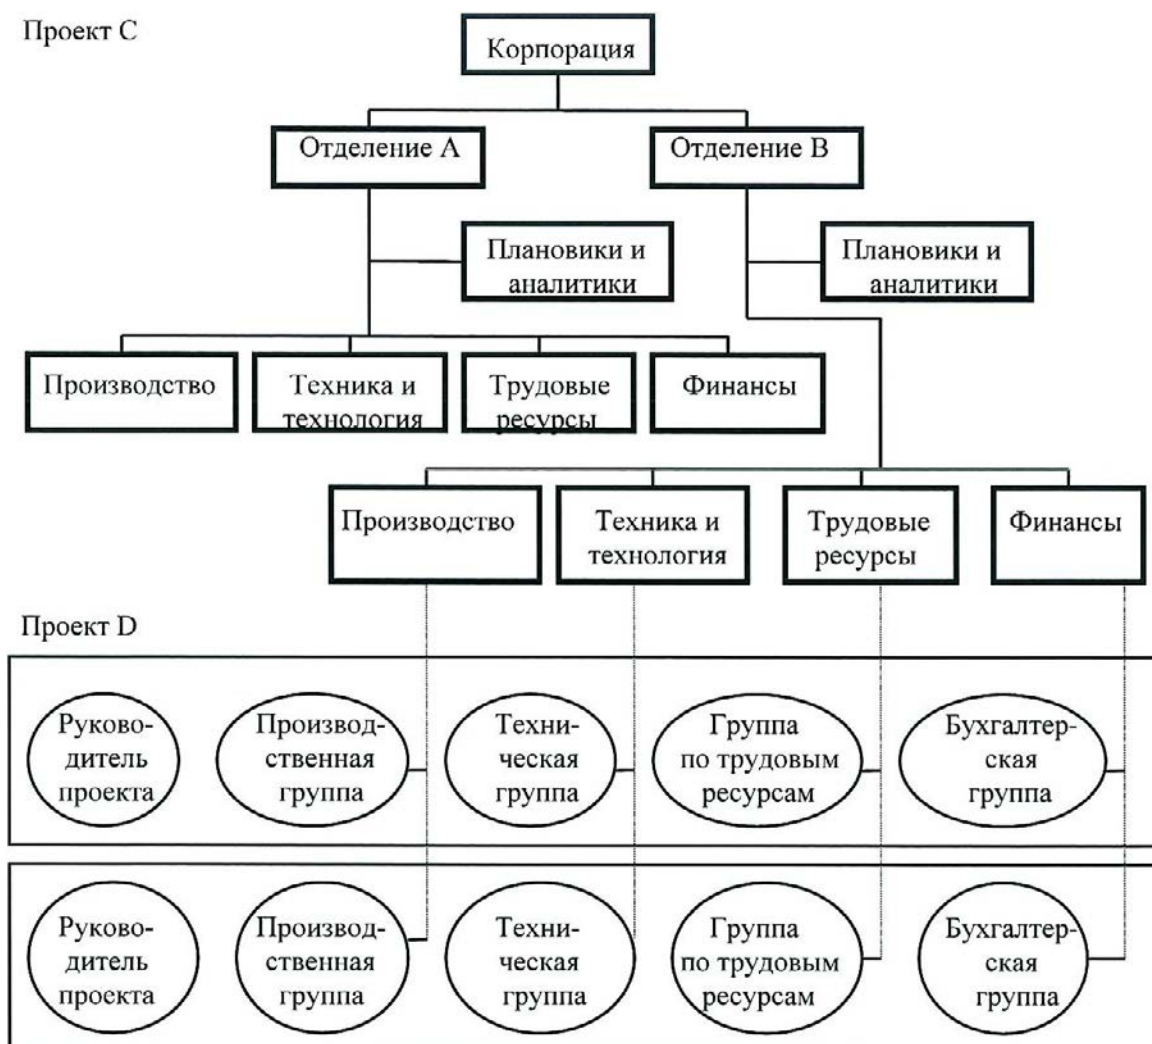 Проект С
Корпорация
Отделение А
Отделение В
Плановики и
аналитики
Плановики и
аналитики
Производство
Техника и
технология
Трудовые
ресурсы
Финансы
Производство
Техника и
технология
Трудовые
ресурсы
Финансы
Проект D
Руково-
дитель
проекта
Производ-
ственная
группа
Техни-
ческая
группа
Группа
по трудовым
ресурсам
Бухгалтер-
ская
группа
Руково-
дитель
проекта
Производ-
ственная
группа
Техни-
ческая
группа
Группа
по трудовым
ресурсам
Бухгалтер-
ская
группа